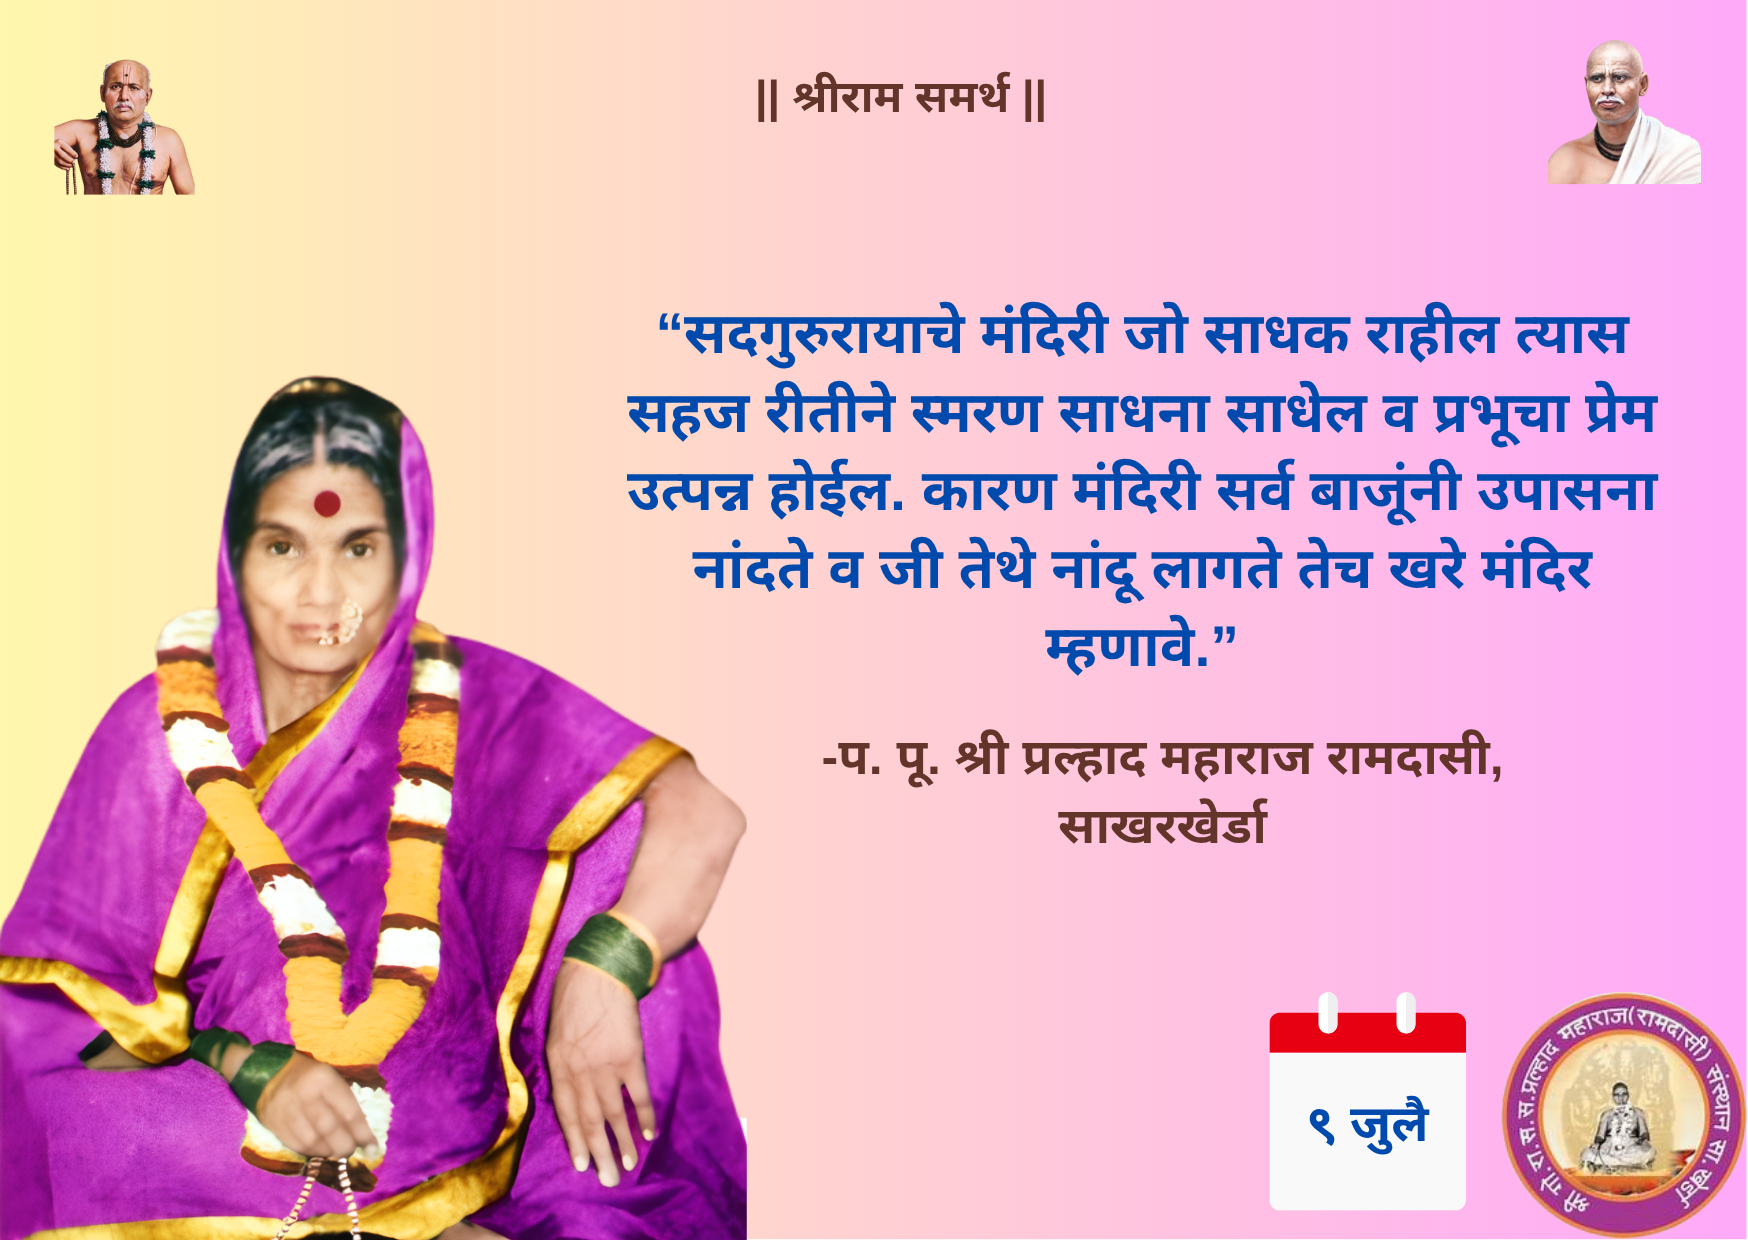 || श्रीराम समर्थ ||
“सदगुरुरायाचे मंदिरी जो साधक राहील त्यास
सहज रीतीने स्मरण साधना साधेल व प्रभूचा प्रेम
उत्पन्न होईल. कारण मंदिरी सर्व बाजूंनी उपासना
नांदते व जी तेथे नांदू लागते तेच खरे मंदिर
म्हणावे.”
-प. पू. श्री प्रल्हाद महाराज रामदासी,
साखरखेर्डा
९ जुलै
श्री गो.रा.स.स.स.प्रल्हाद महाराज(रामदासी) संस्थान सा.खेर्डा